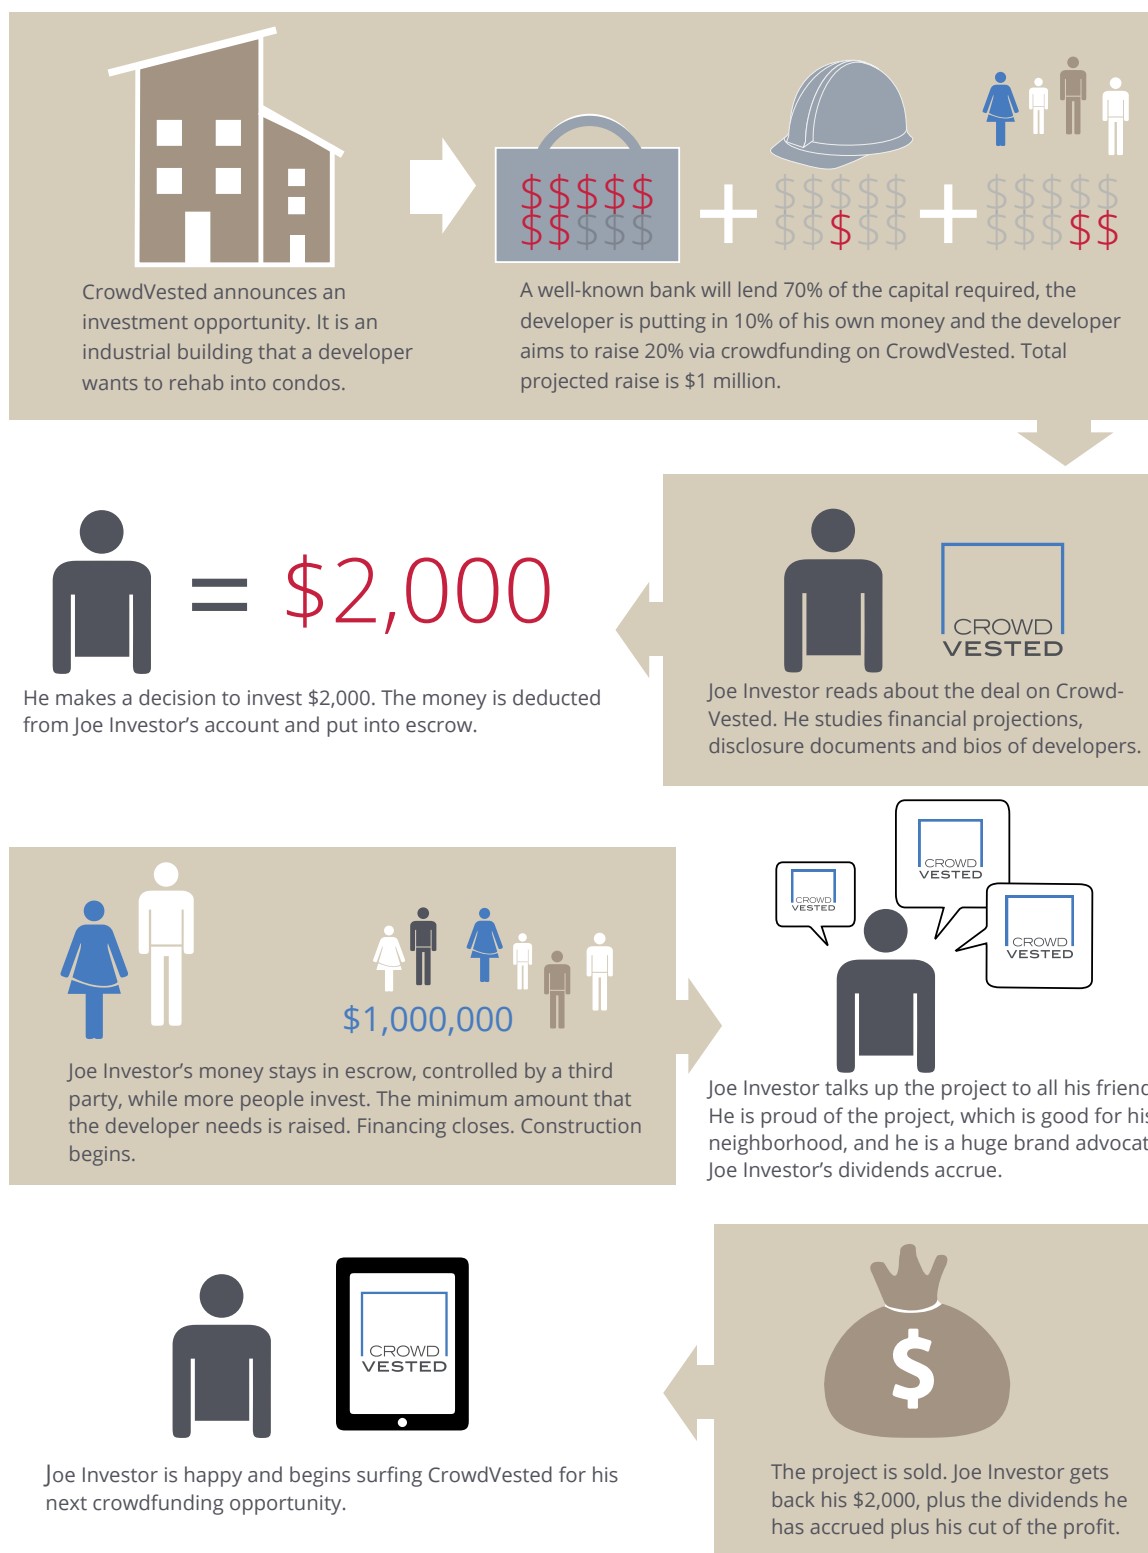 $$$$$
$$$$$
$$$$$
$$$$$
$$$$$
$$$$$
CrowdVested announces an
investment opportunity. It is an
industrial building that a developer
wants to rehab into condos.
A well-known bank will lend 70% of the capital required, the
developer is putting in 10% of his own money and the developer
aims to raise 20% via crowdfunding on CrowdVested. Total
projected raise is $1 million.
CROWD
VESTED
Joe Investor reads about the deal on Crowd-
Vested. He studies financial projections,
disclosure documents and bios of developers.
= $2,000
He makes a decision to invest $2,000. The money is deducted
from Joe Investor’s account and put into escrow.
$1,000,000
Joe Investor’s money stays in escrow, controlled by a third
party, while more people invest. The minimum amount that
the developer needs is raised. Financing closes. Construction
begins.
CROWD
VESTED
CROWD
VESTED
CROWD
VESTED
Joe Investor talks up the project to all his friend
He is proud of the project, which is good for his
neighborhood, and he is a huge brand advocat
Joe Investor’s dividends accrue.
$
The project is sold. Joe Investor gets
back his $2,000, plus the dividends he
has accrued plus his cut of the profit.
CROWD
VESTED
Joe Investor is happy and begins surfing CrowdVested for his
next crowdfunding opportunity.